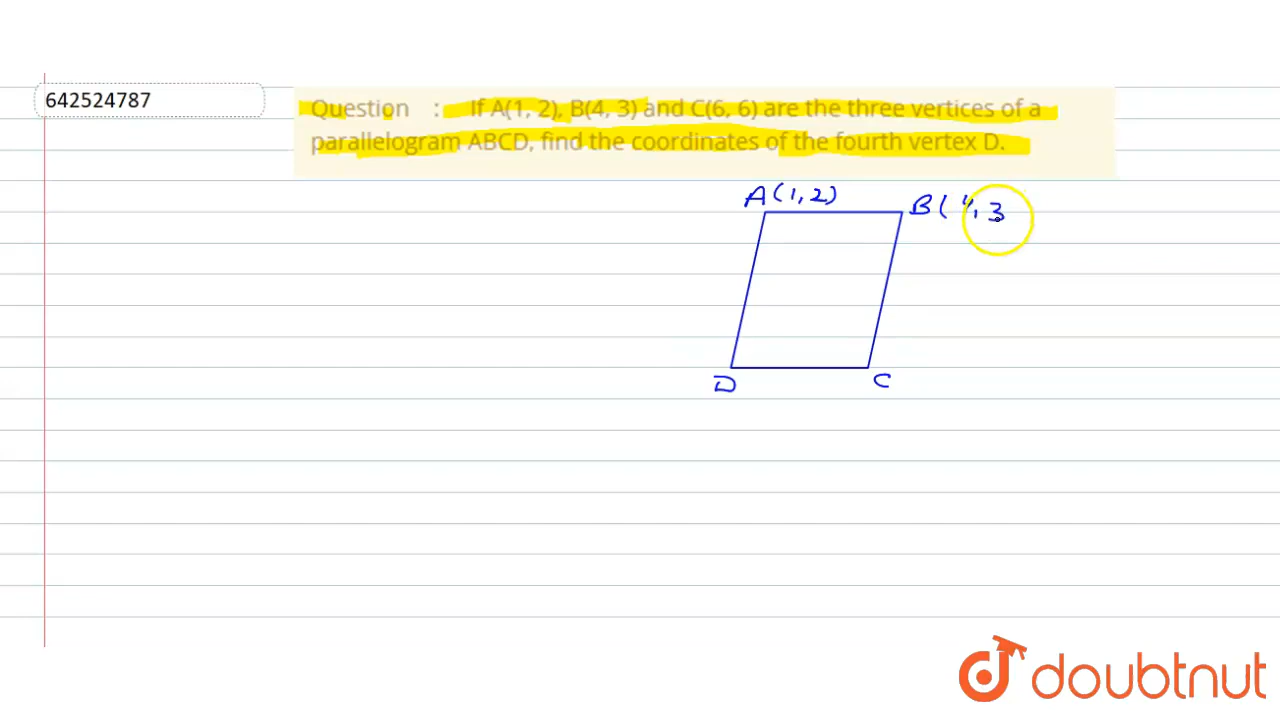 642524787
Question : If A(1, 2), B(4, 3) and C(6, 6) are the three vertices of a
parallelogram ABCD, find the coordinates of the fourth vertex D.
A(1,2)
B( 4, 3
D
C
doubtnut